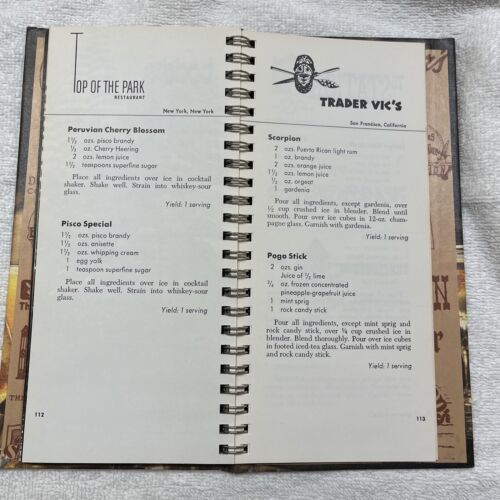 TOP OF THE PARK
RESTAURANT
New York, New York
Peruvian Cherry Blossom
1½ ozs. pisco brandy
½ oz. Cherry Heering
2 ozs. lemon juice
1½ teaspoons superfine sugar
Place all ingredients over ice in cocktail
shaker. Shake well. Strain into whiskey-sour
glass.
Yield: 1 serving
Pisco Special
1½ ozs. pisco brandy
1½ ozs. anisette
1½ ozs. whipping cream
1 egg yolk
1 teaspoon superfine sugar
Place all ingredients over ice in cocktail
shaker. Shake well. Strain into whiskey-sour
glass.
Yield: 1 serving
112
TRADER VIC'S
San Francisco, California
Scorpion
2 ozs. Puerto Rican light rum
1 oz. brandy
2 ozs. orange juice
1½ ozs. lemon juice
½ oz. orgeat
1 gardenia
Place all ingredients, except gardenia, over
½ cup crushed ice in blender. Blend until
smooth. Pour over ice cubes in 12-oz. cham-
pagne glass. Garnish with gardenia.
Yield: 1 serving
Pogo Stick
2 ozs. gin
Juice of ½ lime
¾ oz. frozen concentrated
pineapple-grapefruit juice
1 mint sprig
1 rock candy stick
Pour all ingredients, except mint sprig and
rock candy stick, over ¾ cup crushed ice in
blender. Blend thoroughly. Pour over ice cubes
in footed iced-tea glass. Garnish with mint sprig
and rock candy stick.
Yield: 1 serving
113